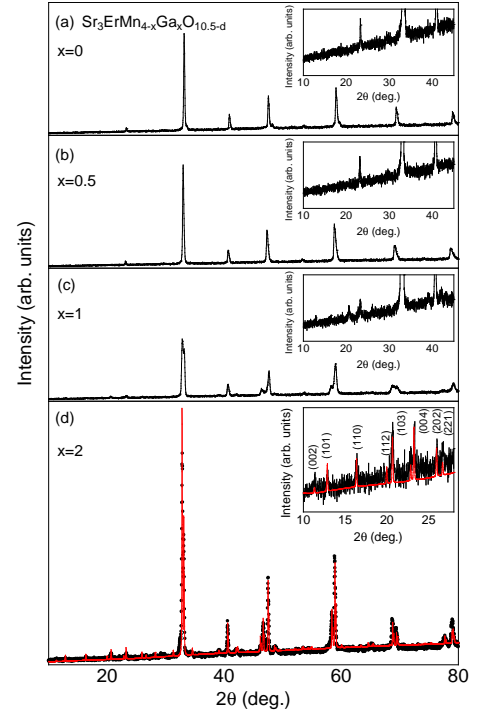 (a) Sr3ErMn4-xGaxO10.5-d
x=0
Intensity (arb. units)
10 20 30 40
2θ (deg.)
(b)
x=0.5
Intensity (arb. units)
10 20 30 40
2θ (deg.)
(c)
x=1
Intensity (arb. units)
10 20 30 40
2θ (deg.)
(d)
x=2
Intensity (arb. units)
(002)
(101)
(110)
(112)
(103)
(004)
(202)
(221)
10 15 20 25
2θ (deg.)
Intensity (arb. units)
20 40 60 80
2θ (deg.)